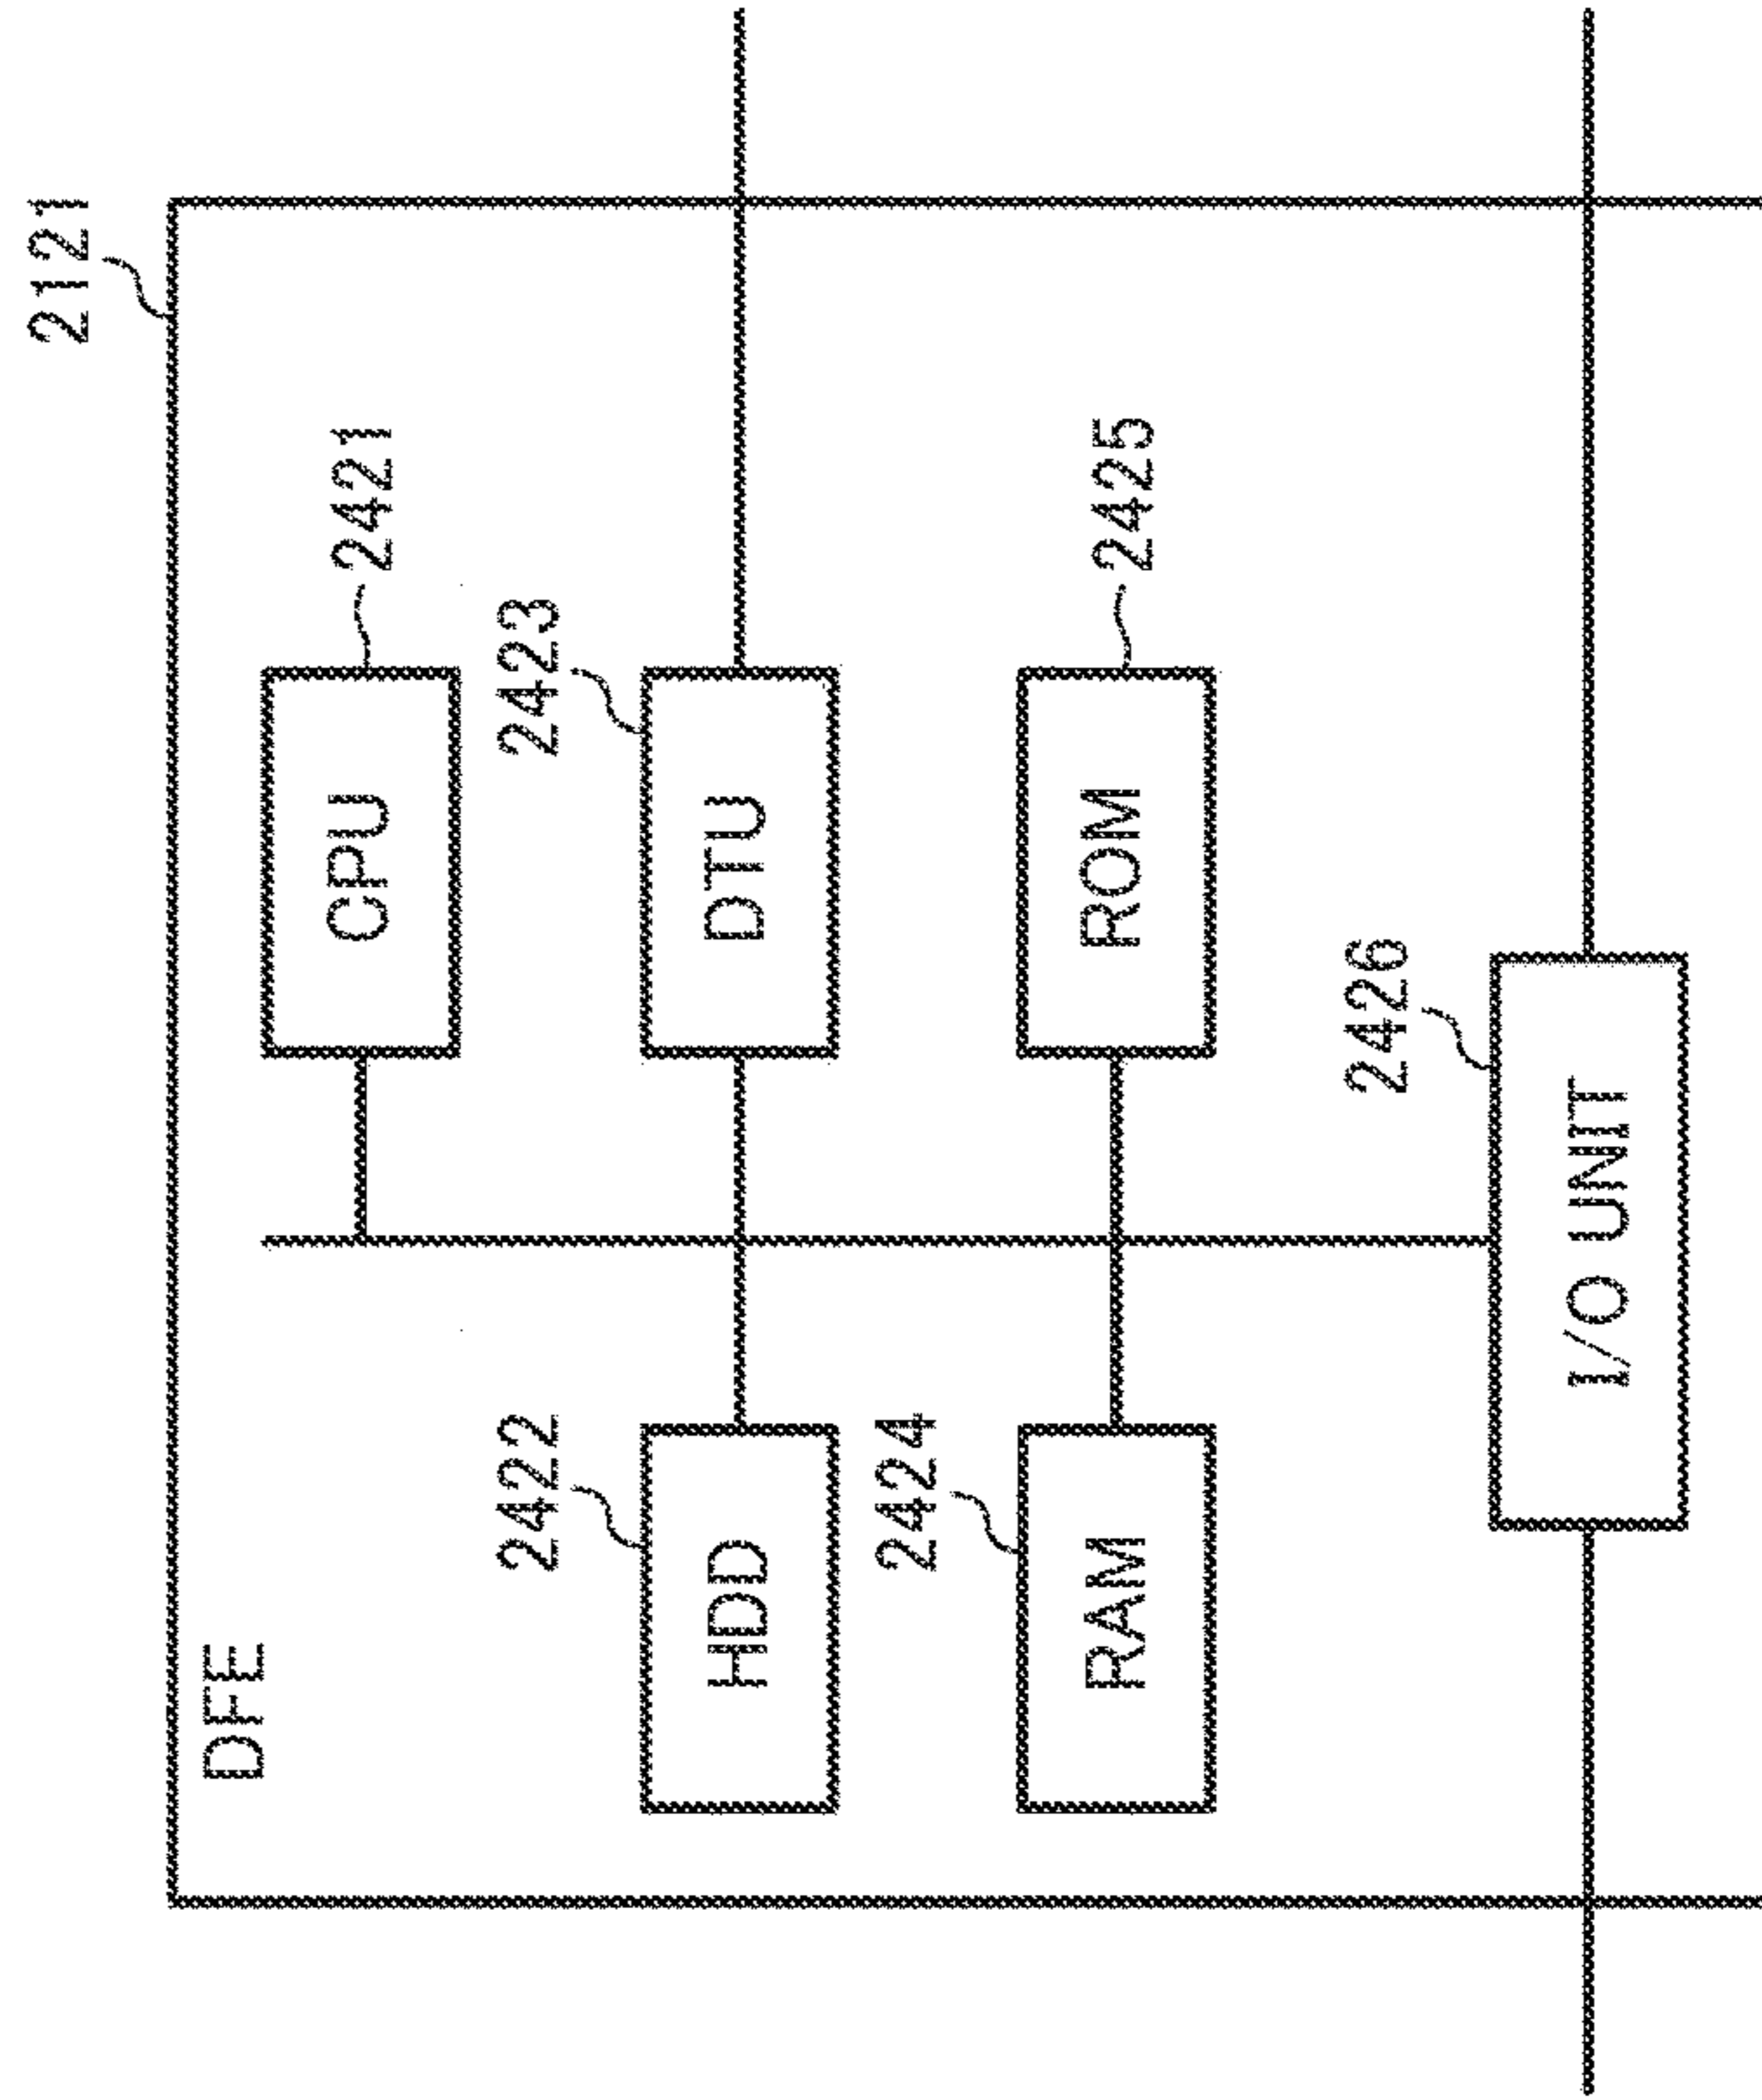 2121
DFE
CPU
2421
2422
2423
HDD
DTU
2424
RAM
ROM
2425
2426
I/O UNIT